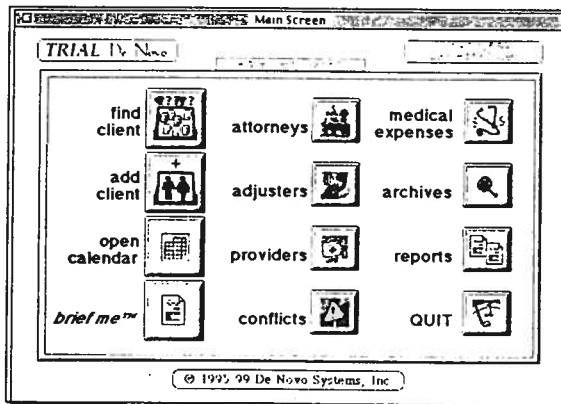 Main Screen
TRIAL De Novo
find client
attorneys
medical expenses
add client
adjusters
archives
open calendar
providers
reports
brief me™
conflicts
QUIT
© 1995-99 De Novo Systems, Inc